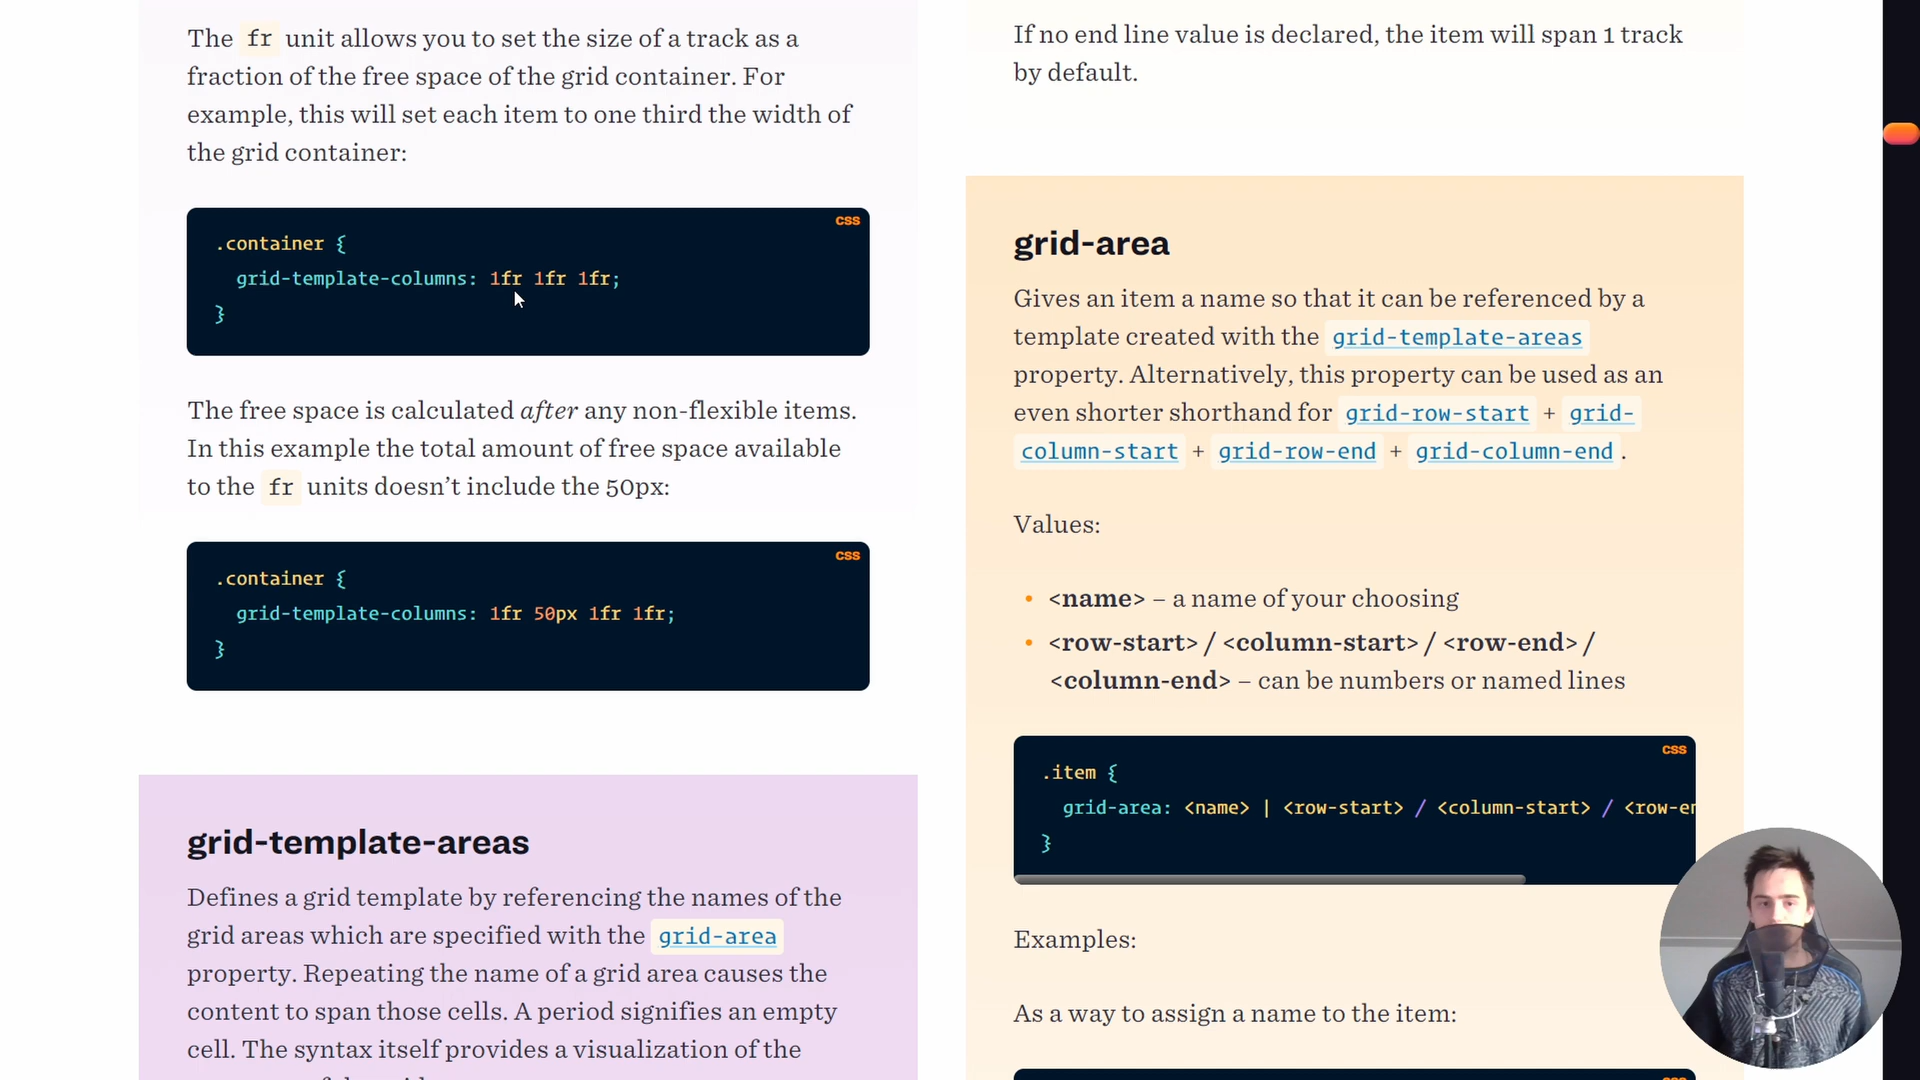 The fr unit allows you to set the size of a track as a
fraction of the free space of the grid container. For
example, this will set each item to one third the width of
the grid container:
css
.container {
grid-template-columns: 1fr 1fr 1fr;
}
The free space is calculated after any non-flexible items.
In this example the total amount of free space available
to the fr units doesn’t include the 50px:
css
.container {
grid-template-columns: 1fr 50px 1fr 1fr;
}
grid-template-areas
Defines a grid template by referencing the names of the
grid areas which are specified with the grid-area
property. Repeating the name of a grid area causes the
content to span those cells. A period signifies an empty
cell. The syntax itself provides a visualization of the
If no end line value is declared, the item will span 1 track
by default.
grid-area
Gives an item a name so that it can be referenced by a
template created with the grid-template-areas
property. Alternatively, this property can be used as an
even shorter shorthand for grid-row-start + grid-
column-start + grid-row-end + grid-column-end.
Values:
• <name> – a name of your choosing
• <row-start> / <column-start> / <row-end> /
<column-end> – can be numbers or named lines
css
.item {
grid-area: <name> | <row-start> / <column-start> / <row-er
}
Examples:
As a way to assign a name to the item: